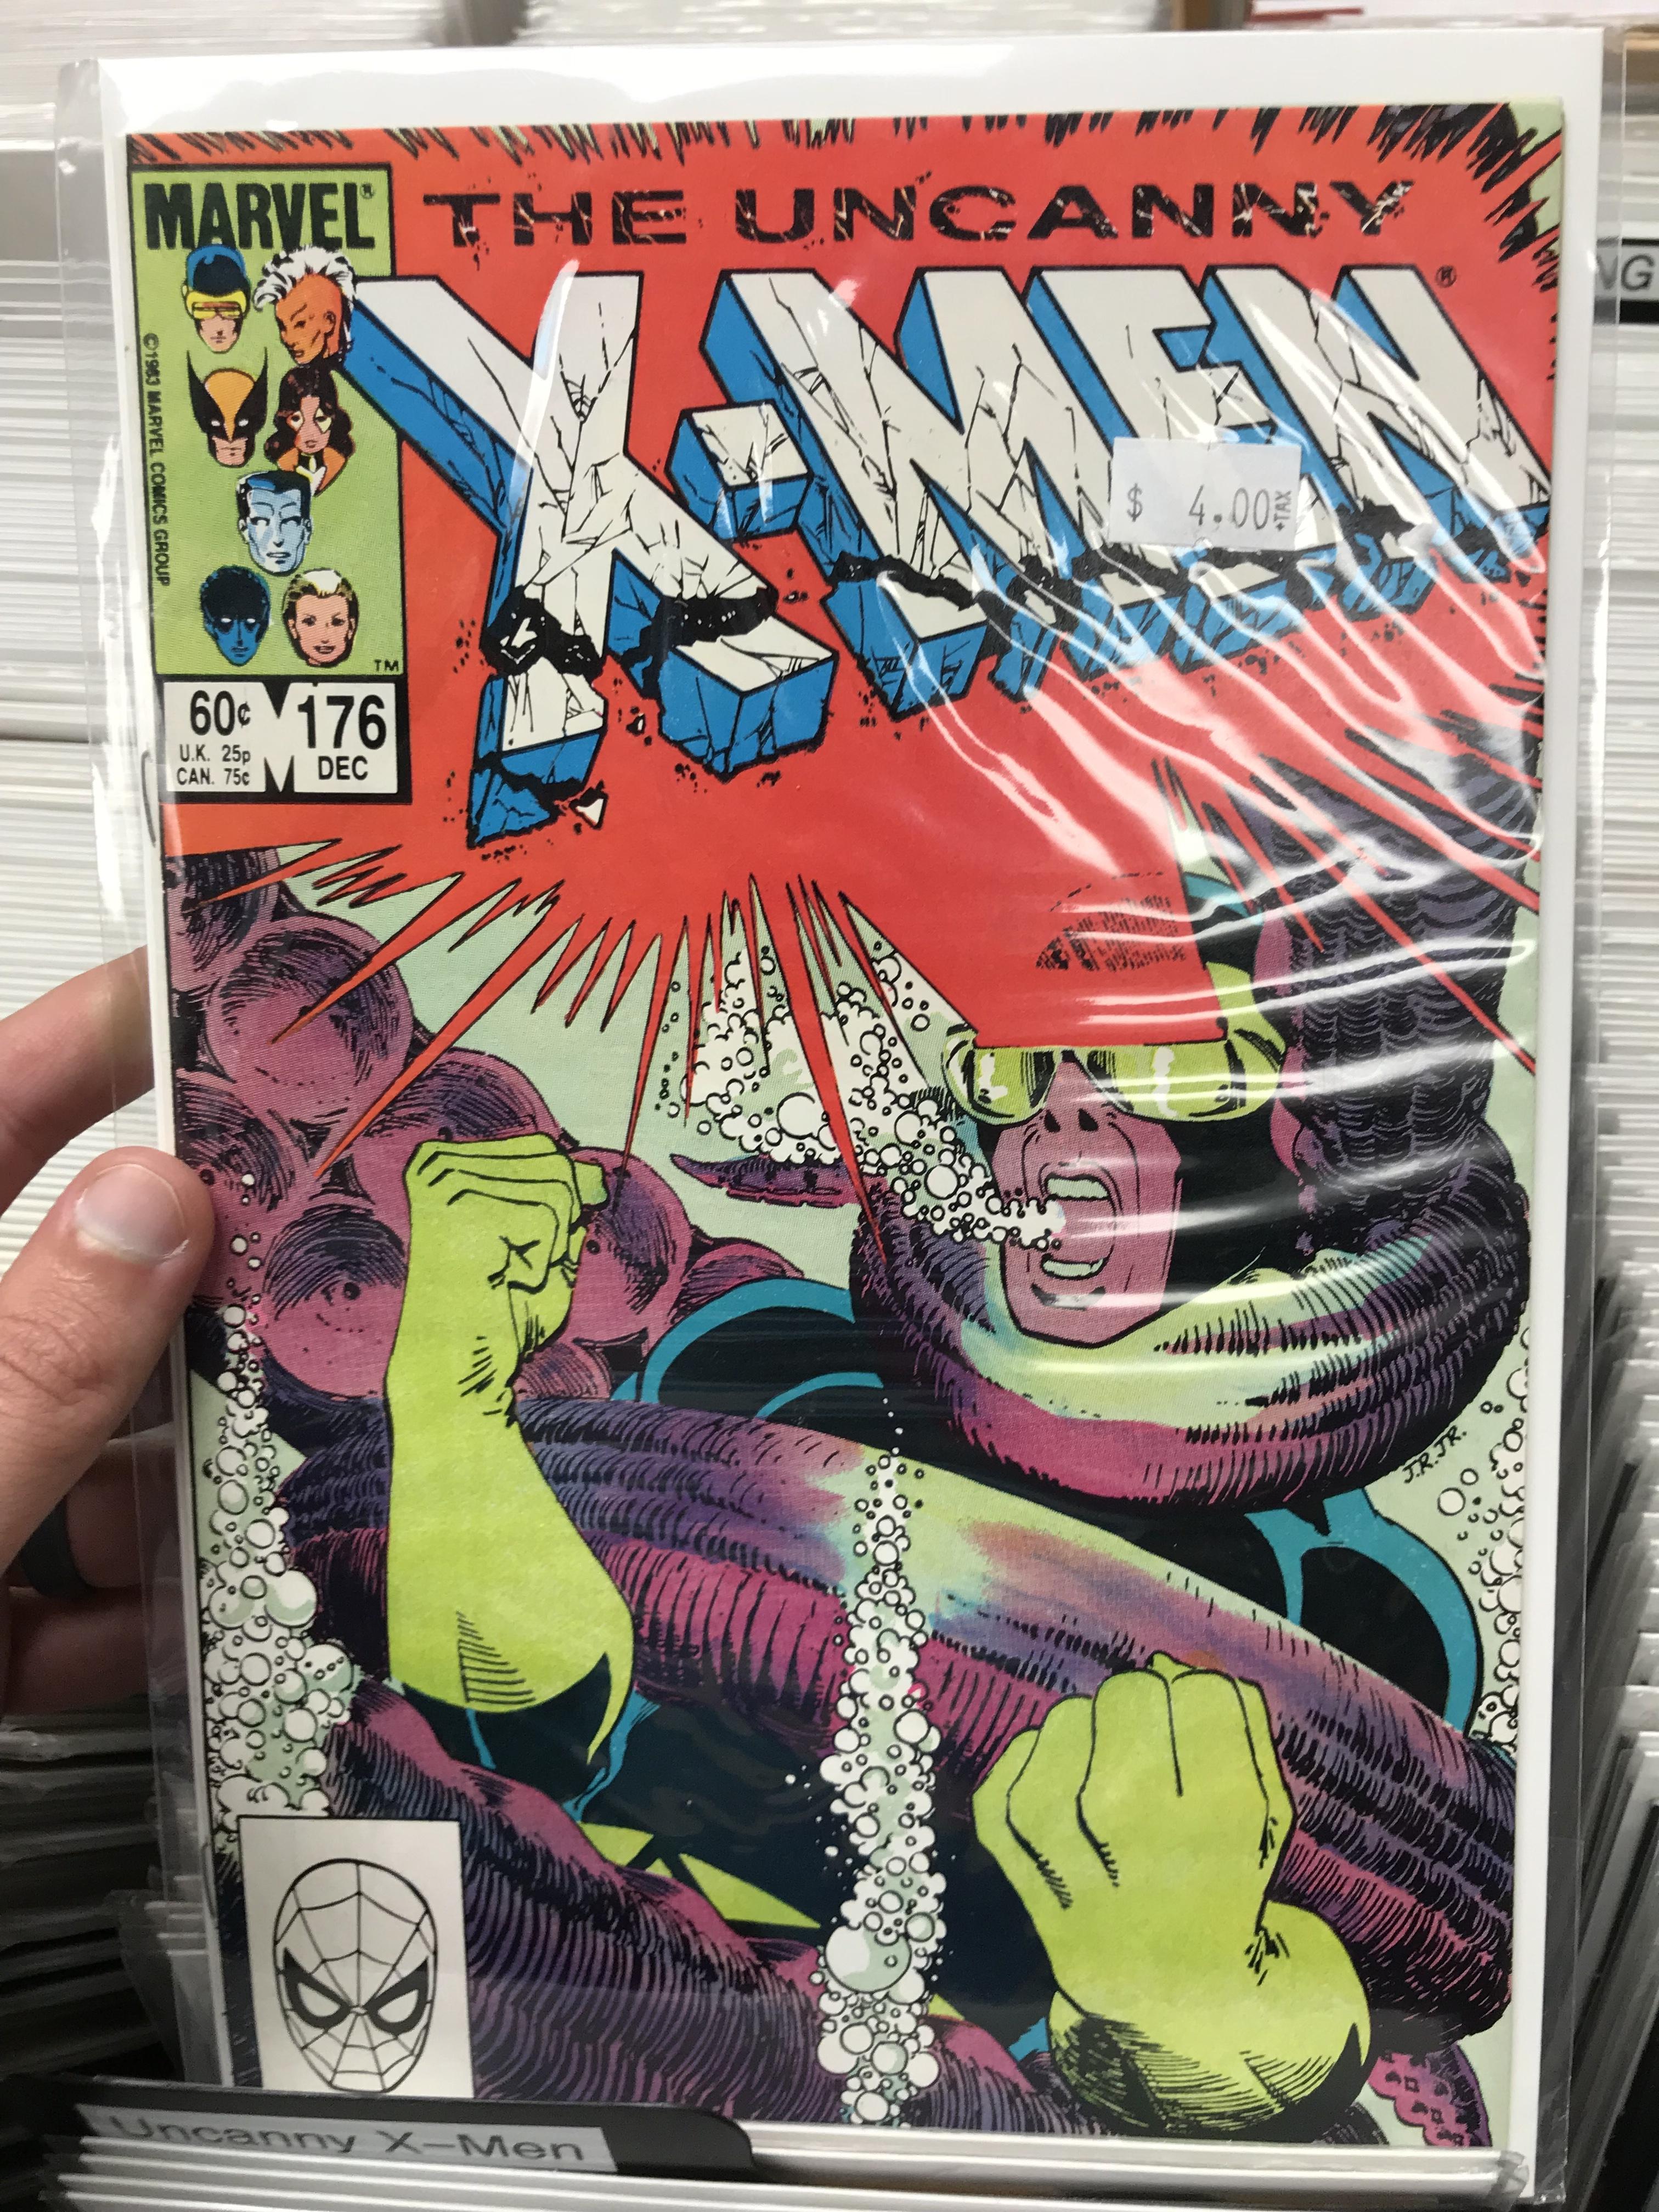 MARVEL®
THE UNCANNY
X-MEN®
©1983 MARVEL COMICS GROUP
TM
60¢
U.K. 25p
CAN. 75¢
176
DEC
$ 4.00 +TAX
J.R. JR.
Uncanny X-Men
NG